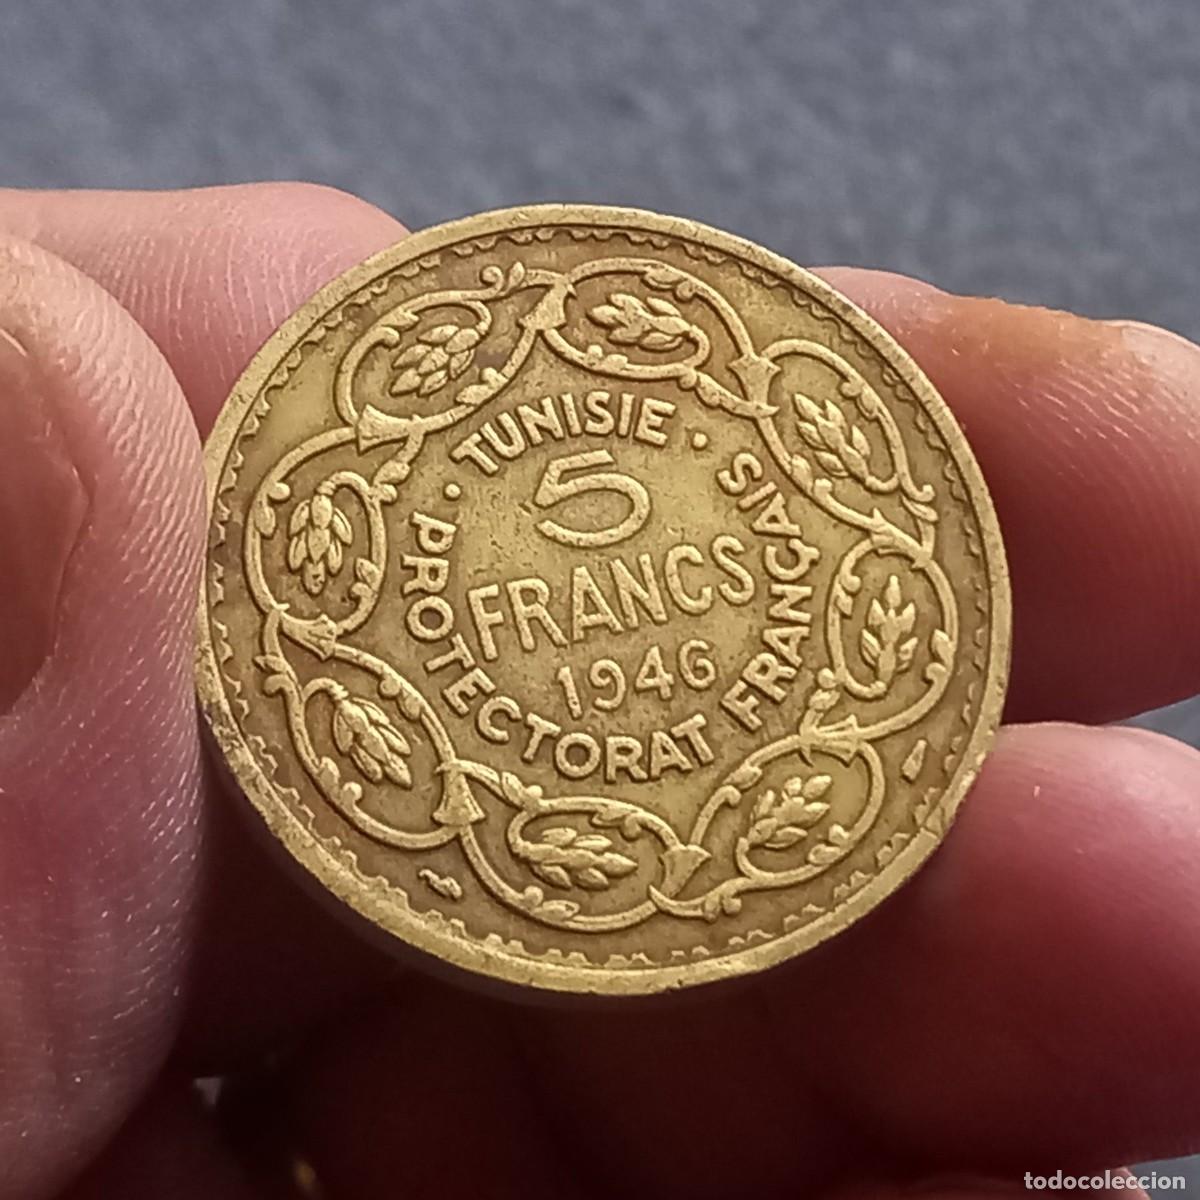 · TUNISIE ·
5
FRANCS
1946
PROTECTORAT FRANÇAIS
todocoleccion